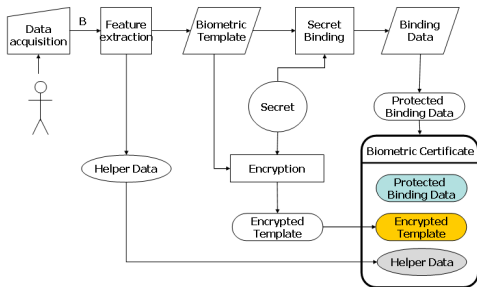 Data
acquisition
B
Feature
extraction
Biometric
Template
Secret
Binding
Binding
Data
Secret
Protected
Binding Data
Helper Data
Encryption
Encrypted
Template
Biometric Certificate
Protected
Binding Data
Encrypted
Template
Helper Data